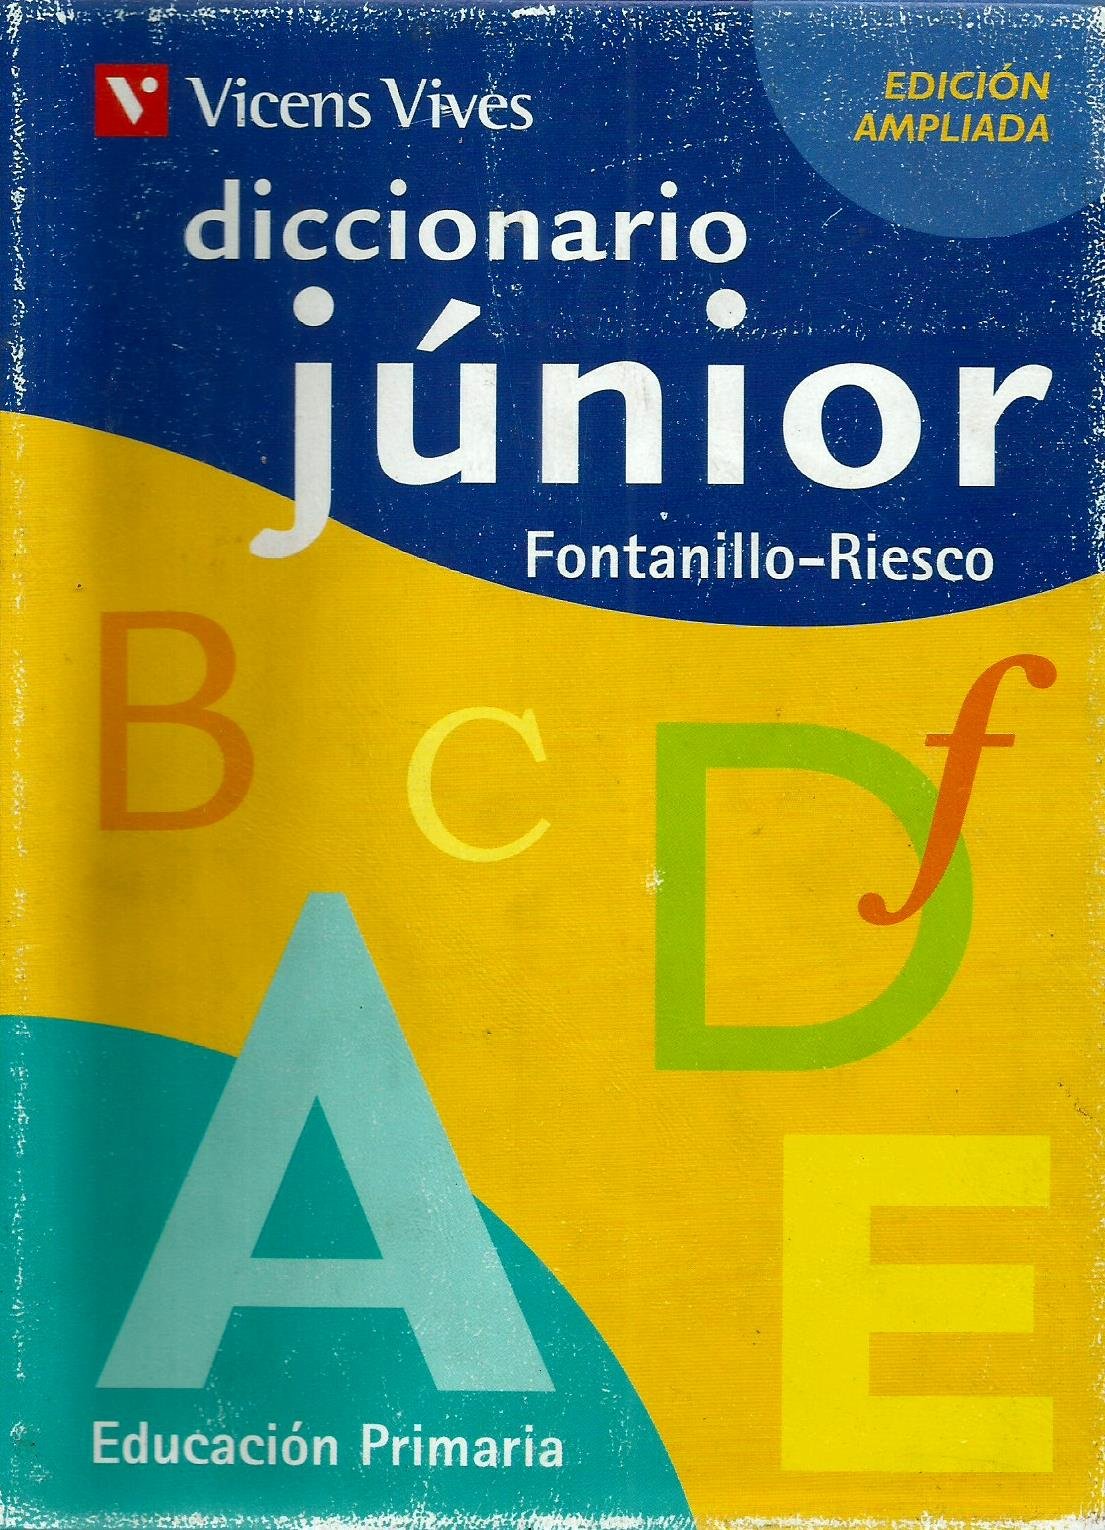 V Vicens Vives
EDICIÓN
AMPLIADA
diccionario
júnior
Fontanillo-Riesco
B
C
D
f
A
E
Educación Primaria